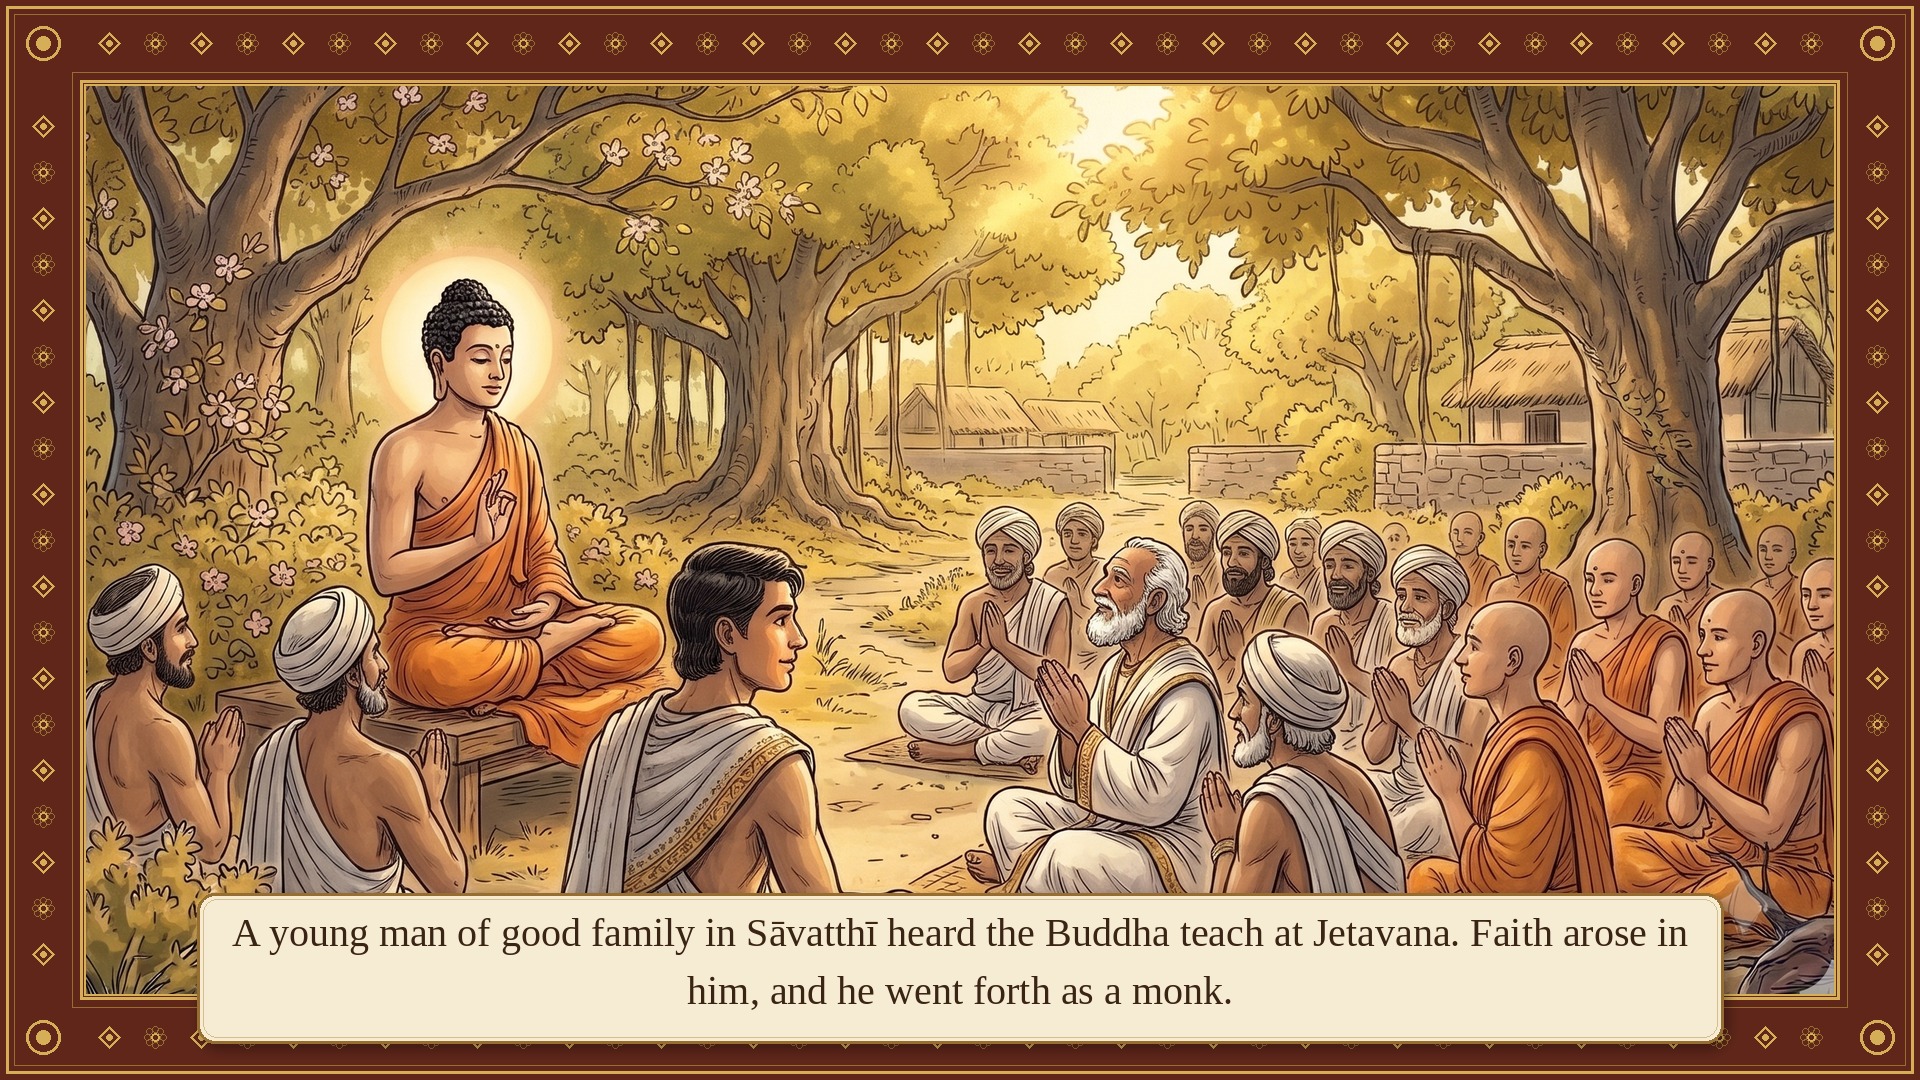 A young man of good family in Sāvatthī heard the Buddha teach at Jetavana. Faith arose in
him, and he went forth as a monk.